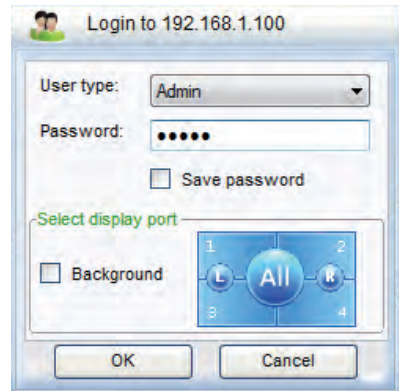 Login to 192.168.1.100
User type: Admin
Password: •••••
Save password
Select display port
Background
1 2
L All R
3 4
OK Cancel